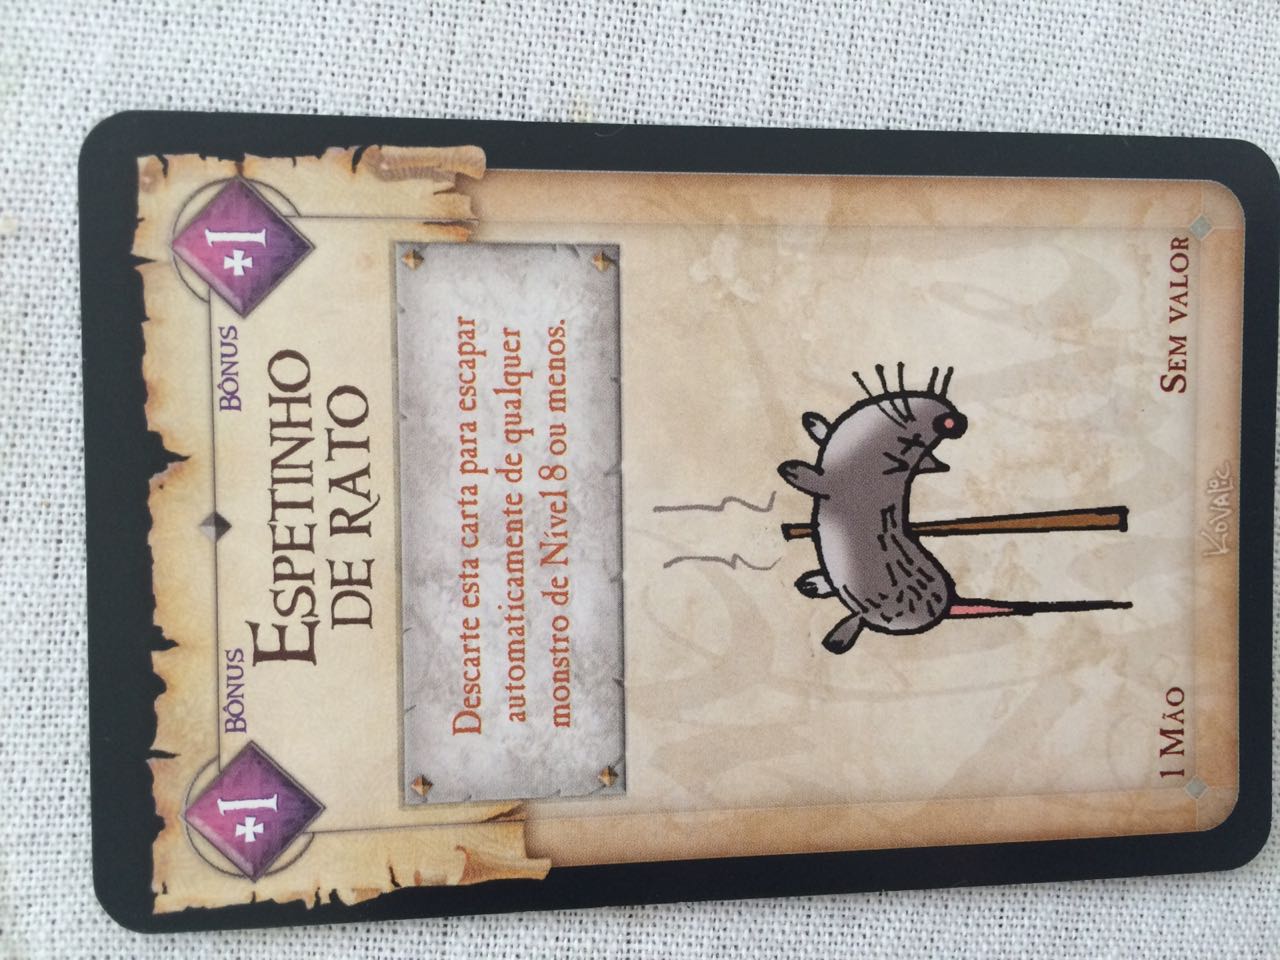 +1 BÔNUS BÔNUS +1
ESPETINHO
DE RATO
Descarte esta carta para escapar
automaticamente de qualquer
monstro de Nível 8 ou menos.
1 MÃO SEM VALOR
KOVALIC